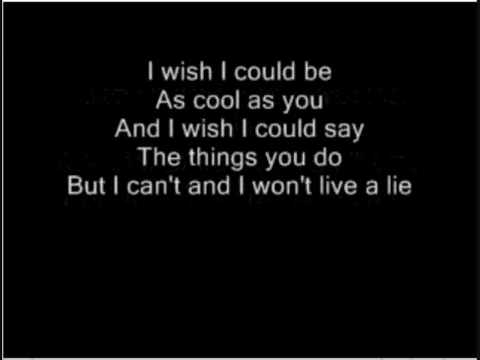 I wish I could be
As cool as you
And I wish I could say
The things you do
But I can't and I won't live a lie